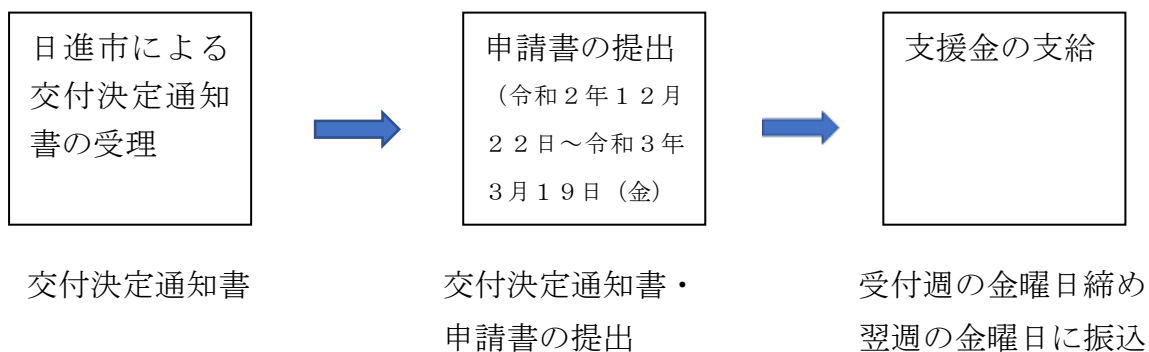 日進市による
交付決定通知
書の受理
申請書の提出
（令和２年１２月
２２日～令和３年
３月１９日（金）
支援金の支給
交付決定通知書
交付決定通知書・
申請書の提出
受付週の金曜日締め
翌週の金曜日に振込